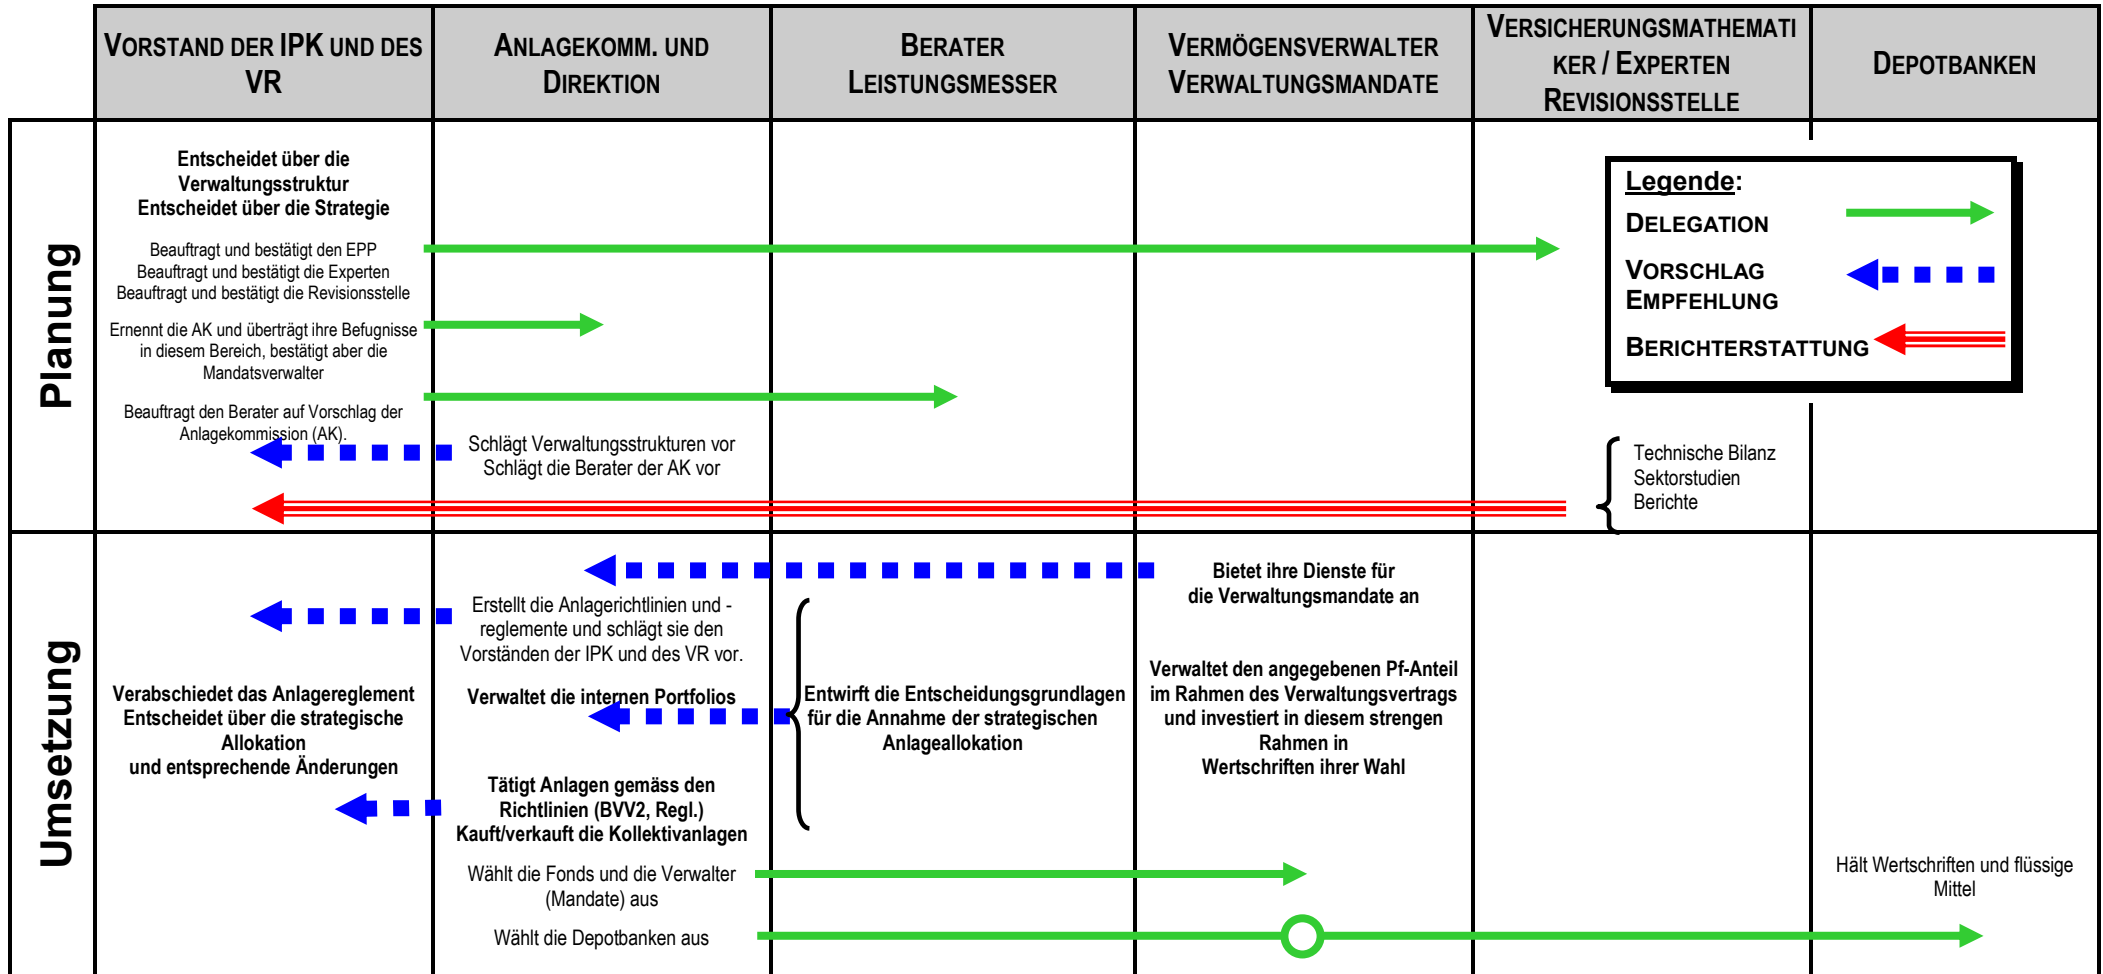 VORSTAND DER IPK UND DES
VR
ANLAGEKOMM. UND
DIREKTION
BERATER
LEISTUNGSMESSER
VERMÖGENSVERWALTER
VERWALTUNGSMANDATE
VERSICHERUNGSMATHEMATI
KER / EXPERTEN
REVISIONSSTELLE
DEPOTBANKEN
Planung
Entscheidet über die
Verwaltungsstruktur
Entscheidet über die Strategie
Beauftragt und bestätigt den EPP
Beauftragt und bestätigt die Experten
Beauftragt und bestätigt die Revisionsstelle
Ernennt die AK und überträgt ihre Befugnisse
in diesem Bereich, bestätigt aber die
Mandatsverwalter
Beauftragt den Berater auf Vorschlag der
Anlagekommission (AK).
Schlägt Verwaltungsstrukturen vor
Schlägt die Berater der AK vor
Legende:
DELEGATION
VORSCHLAG
EMPFEHLUNG
BERICHTERSTATTUNG
Technische Bilanz
Sektorstudien
Berichte
Umsetzung
Verabschiedet das Anlagereglement
Entscheidet über die strategische
Allokation
und entsprechende Änderungen
Erstellt die Anlagerichtlinien und -
reglemente und schlägt sie den
Vorständen der IPK und des VR vor.
Verwaltet die internen Portfolios
Tätigt Anlagen gemäss den
Richtlinien (BVV2, Regl.)
Kauft/verkauft die Kollektivanlagen
Wählt die Fonds und die Verwalter
(Mandate) aus
Wählt die Depotbanken aus
Entwirft die Entscheidungsgrundlagen
für die Annahme der strategischen
Anlageallokation
Bietet ihre Dienste für
die Verwaltungsmandate an
Verwaltet den angegebenen Pf-Anteil
im Rahmen des Verwaltungsvertrags
und investiert in diesem strengen
Rahmen in
Wertschriften ihrer Wahl
Hält Wertschriften und flüssige
Mittel